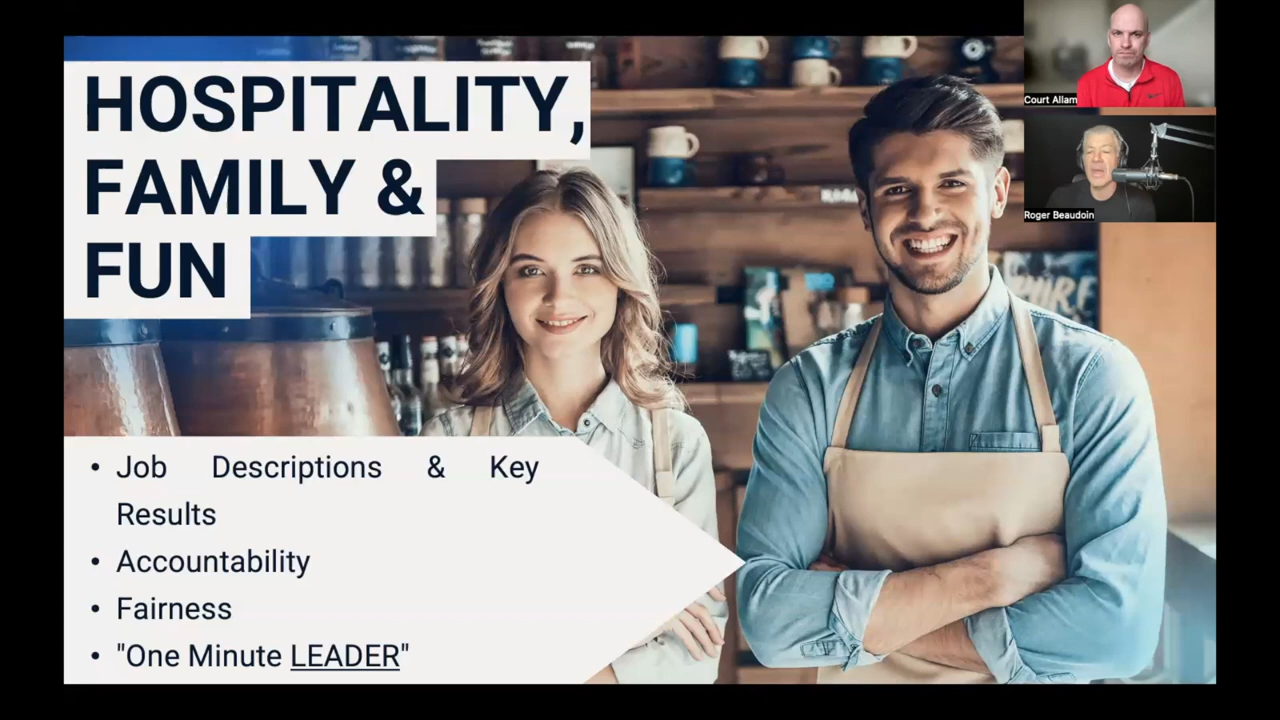 HOSPITALITY,
FAMILY &
FUN
• Job Descriptions & Key
Results
• Accountability
• Fairness
• "One Minute LEADER"
Court Allam
Roger Beaudoin